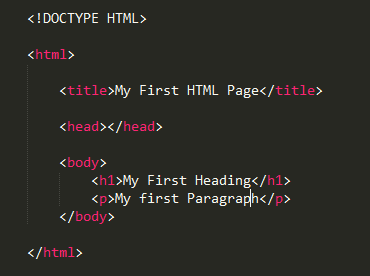 <!DOCTYPE HTML>
<html>
<title>My First HTML Page</title>
<head></head>
<body>
<h1>My First Heading</h1>
<p>My first Paragraph</p>
</body>
</html>